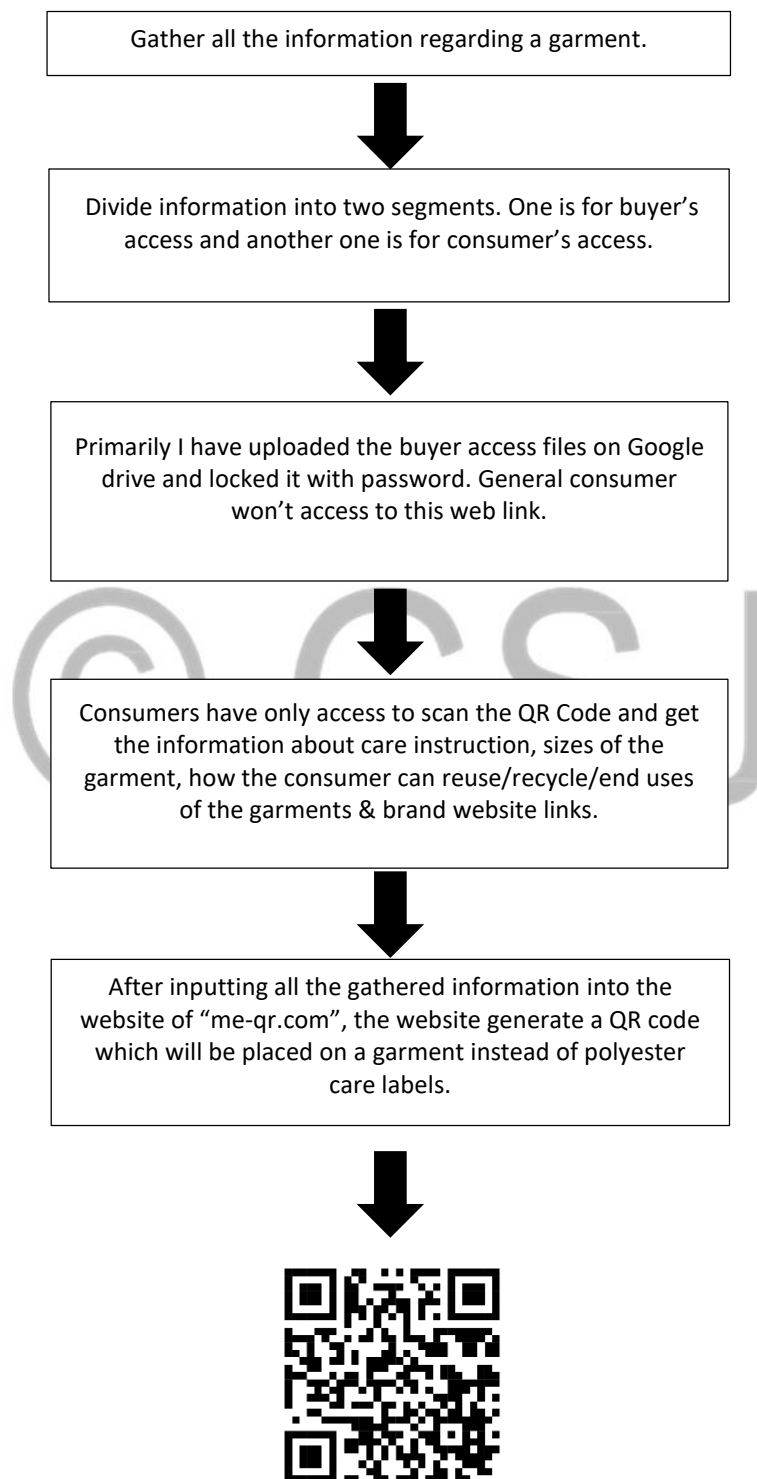 Gather all the information regarding a garment.
Divide information into two segments. One is for buyer’s
access and another one is for consumer’s access.
Primarily I have uploaded the buyer access files on Google
drive and locked it with password. General consumer
won’t access to this web link.
© GSJ
Consumers have only access to scan the QR Code and get
the information about care instruction, sizes of the
garment, how the consumer can reuse/recycle/end uses
of the garments & brand website links.
After inputting all the gathered information into the
website of “me-qr.com”, the website generate a QR code
which will be placed on a garment instead of polyester
care labels.